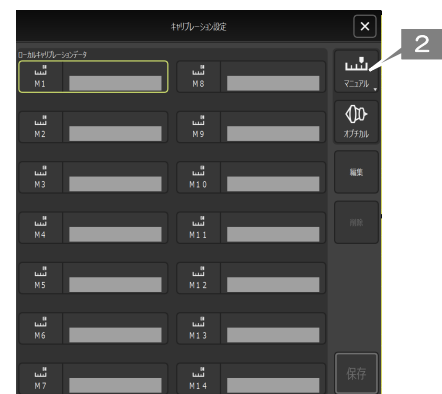 キャリブレーション設定
ローカルキャリブレーションデータ
M1
M8
M2
M9
M3
M10
M4
M11
M5
M12
M6
M13
M7
M14
マニュアル
オプチカル
編集
削除
保存
2